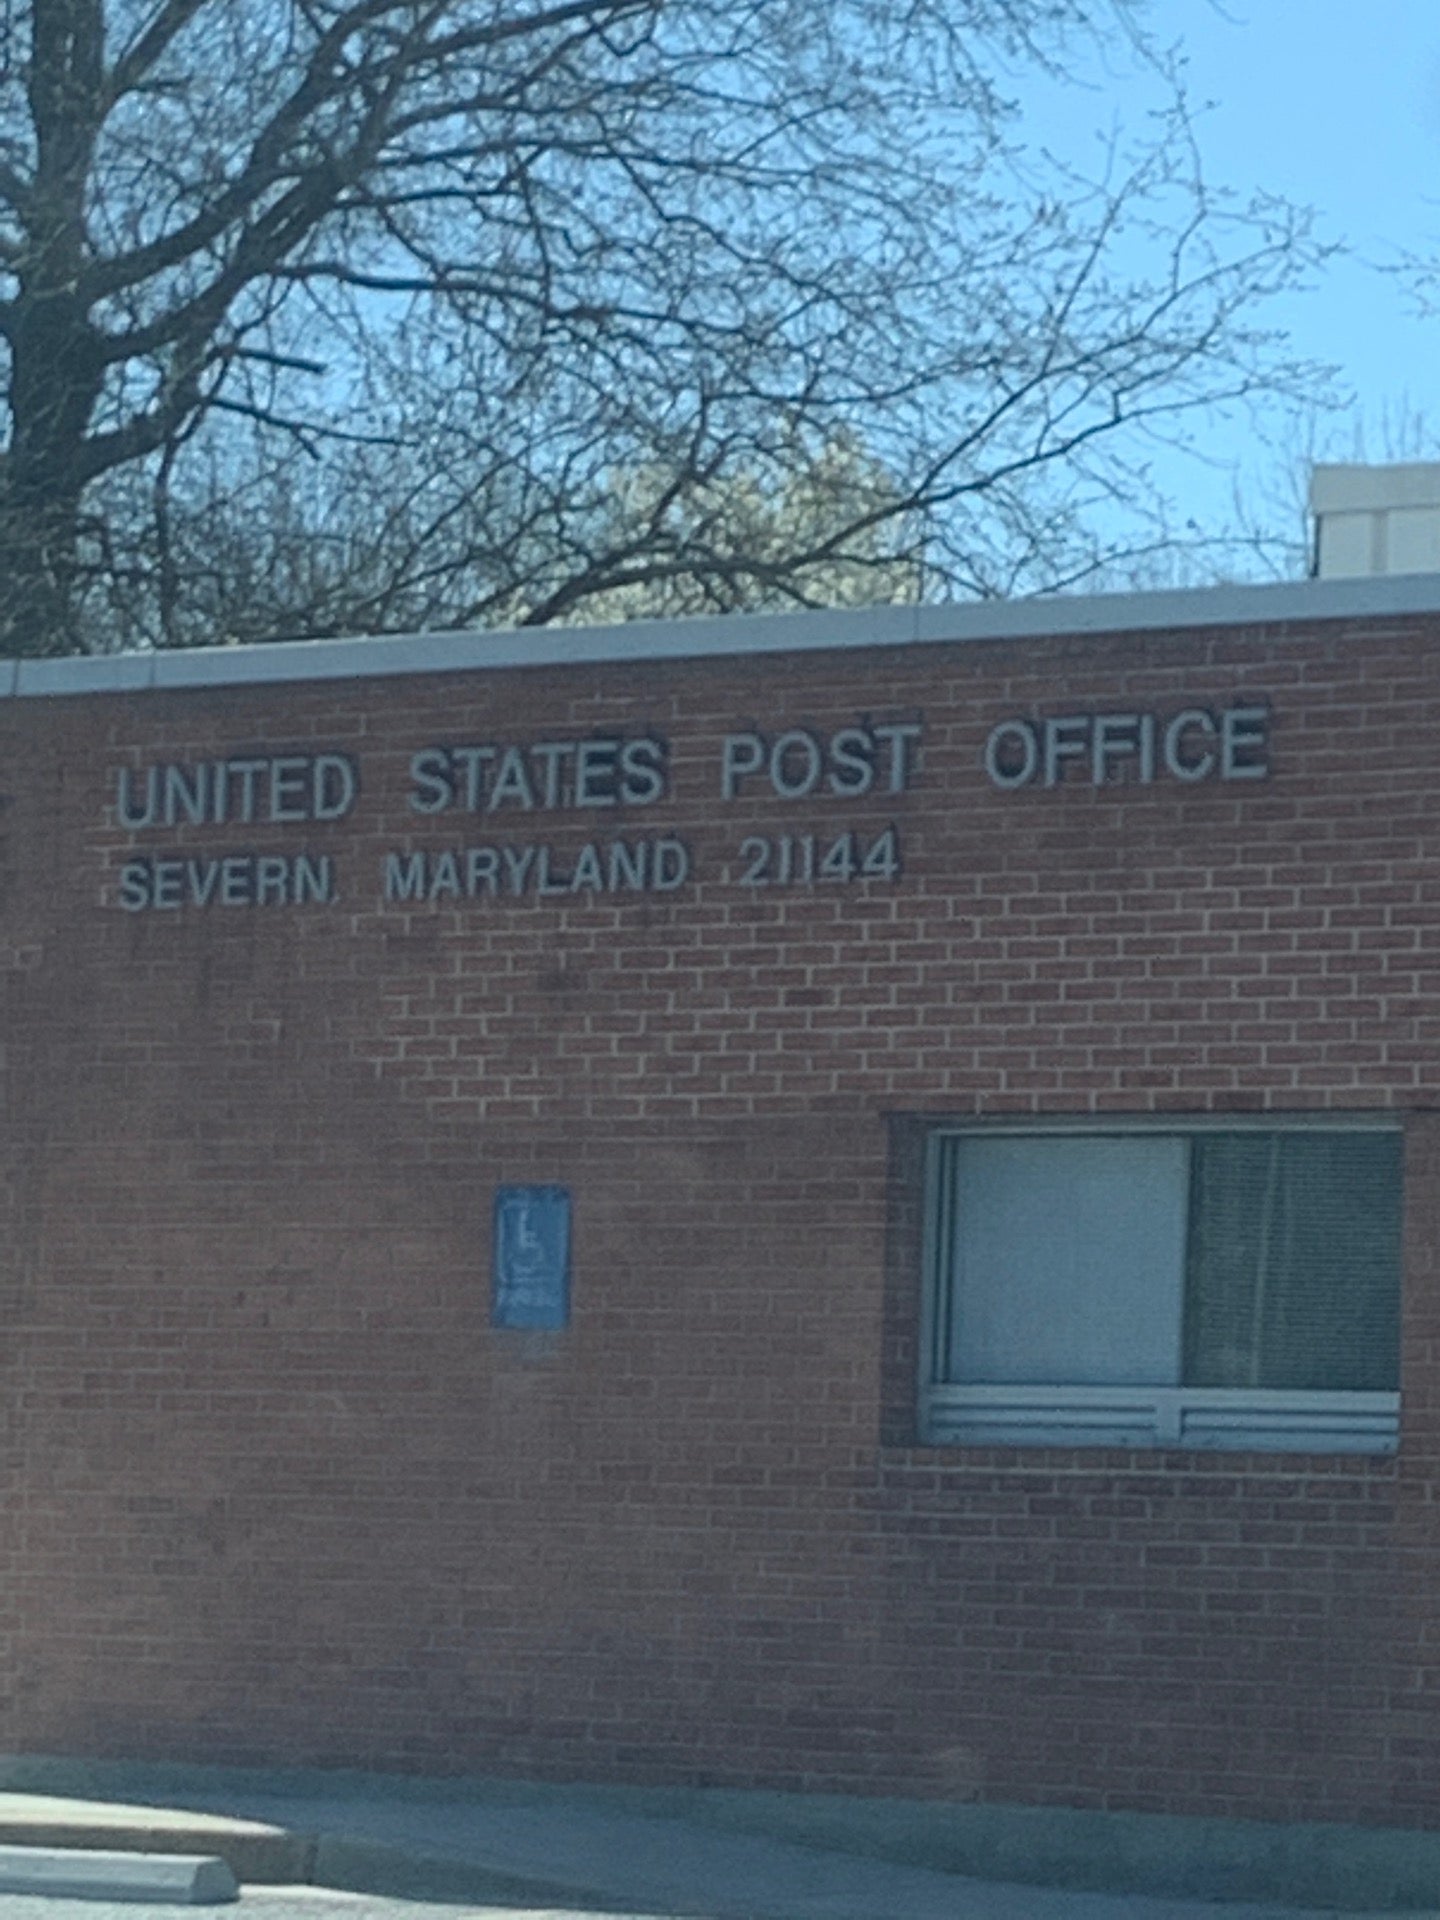 UNITED STATES POST OFFICE
SEVERN, MARYLAND 21144